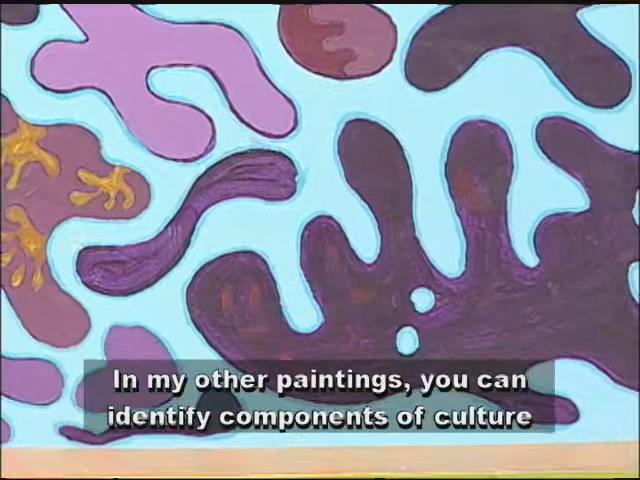 In my other paintings, you can
identify components of culture